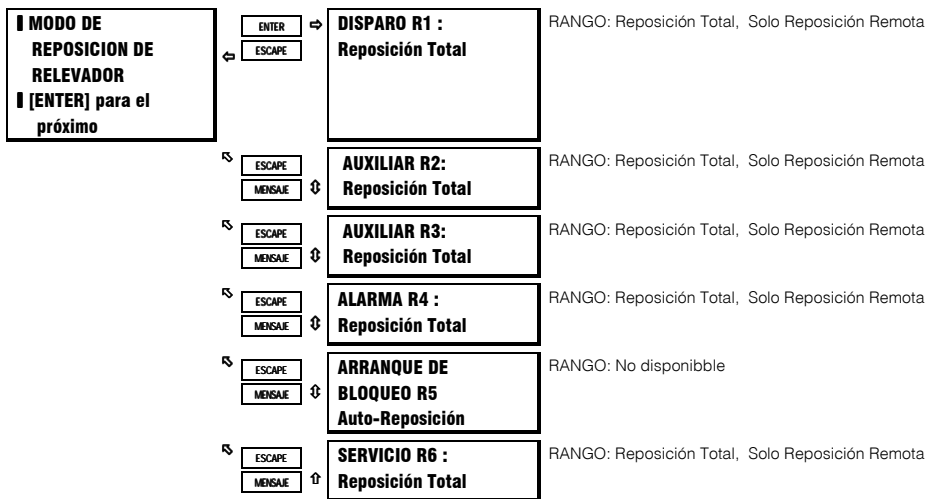 MODO DE
REPOSICION DE
RELEVADOR
[ENTER] para el
próximo
ENTER
ESCAPE
DISPARO R1 :
Reposición Total
RANGO: Reposición Total, Solo Reposición Remota
ESCAPE
MENSAJE
AUXILIAR R2:
Reposición Total
RANGO: Reposición Total, Solo Reposición Remota
ESCAPE
MENSAJE
AUXILIAR R3:
Reposición Total
RANGO: Reposición Total, Solo Reposición Remota
ESCAPE
MENSAJE
ALARMA R4 :
Reposición Total
RANGO: Reposición Total, Solo Reposición Remota
ESCAPE
MENSAJE
ARRANQUE DE
BLOQUEO R5
Auto-Reposición
RANGO: No disponibble
ESCAPE
MENSAJE
SERVICIO R6 :
Reposición Total
RANGO: Reposición Total, Solo Reposición Remota